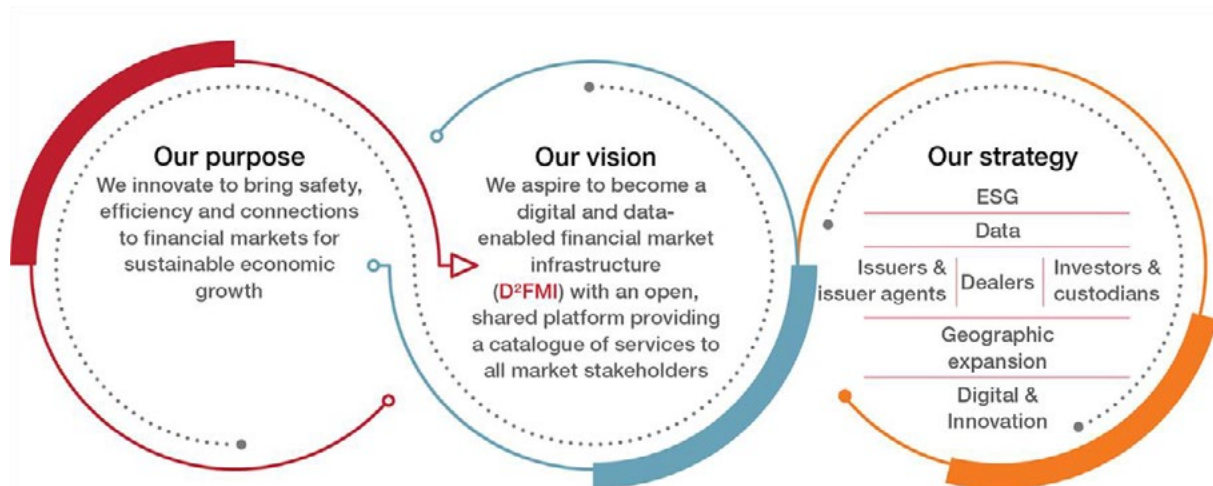 Our purpose
We innovate to bring safety,
efficiency and connections
to financial markets for
sustainable economic
growth
Our vision
We aspire to become a
digital and data-
enabled financial market
infrastructure
(D²FMI) with an open,
shared platform providing
a catalogue of services to
all market stakeholders
Our strategy
ESG
Data
Issuers &
issuer agents
Dealers
Investors &
custodians
Geographic
expansion
Digital &
Innovation